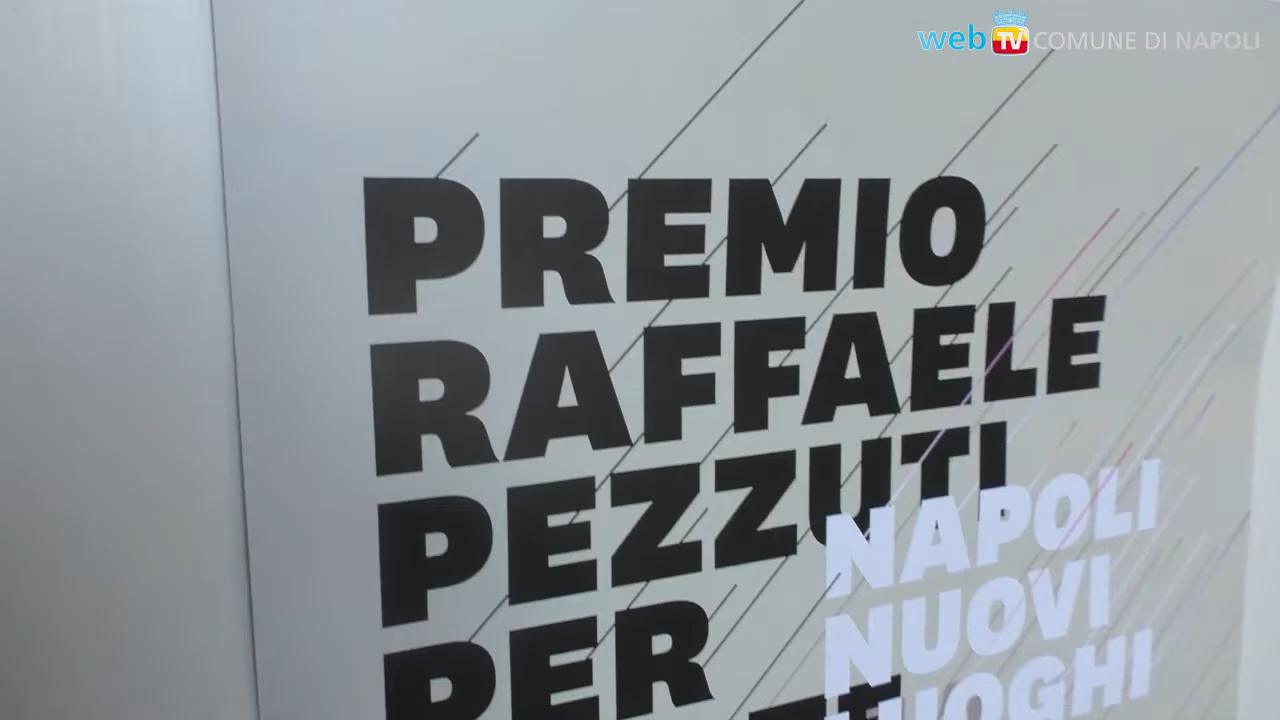 web TV COMUNE DI NAPOLI
PREMIO
RAFFAELE
PEZZUTI
PER
NAPOLI
NUOVI
LUOGHI